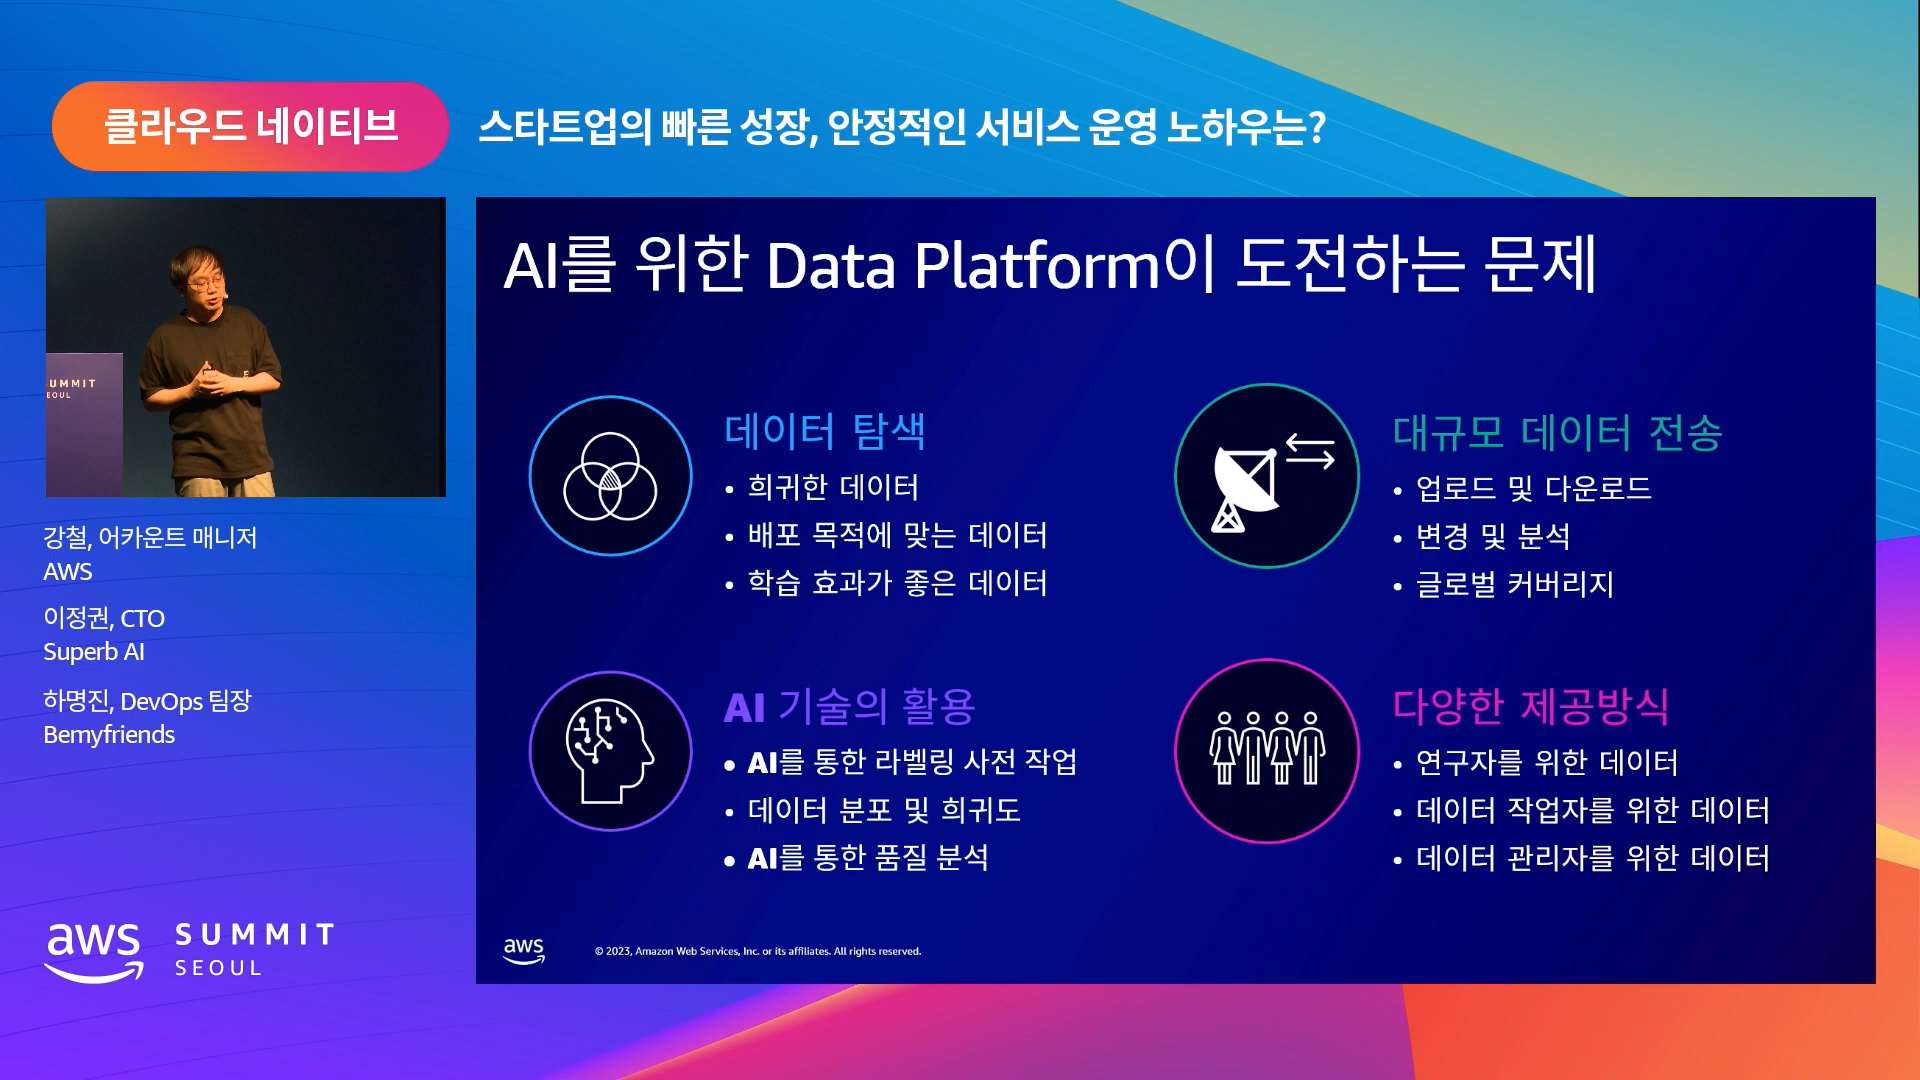 클라우드 네이티브
스타트업의 빠른 성장, 안정적인 서비스 운영 노하우는?
UMMIT
EOUL
강철, 어카운트 매니저
AWS
이정권, CTO
Superb AI
하명진, DevOps 팀장
Bemyfriends
aws SUMMIT
SEOUL
AI를 위한 Data Platform이 도전하는 문제
데이터 탐색
• 희귀한 데이터
• 배포 목적에 맞는 데이터
• 학습 효과가 좋은 데이터
대규모 데이터 전송
• 업로드 및 다운로드
• 변경 및 분석
• 글로벌 커버리지
AI 기술의 활용
• AI를 통한 라벨링 사전 작업
• 데이터 분포 및 희귀도
• AI를 통한 품질 분석
다양한 제공방식
• 연구자를 위한 데이터
• 데이터 작업자를 위한 데이터
• 데이터 관리자를 위한 데이터
aws
© 2023, Amazon Web Services, Inc. or its affiliates. All rights reserved.